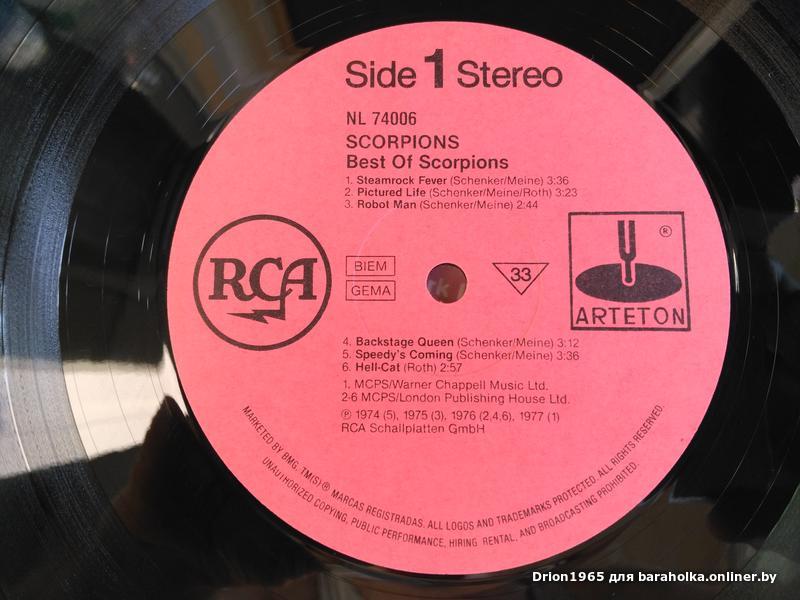 Side 1 Stereo
NL 74006
SCORPIONS
Best Of Scorpions
1. Steamrock Fever (Schenker/Meine) 3:36
2. Pictured Life (Schenker/Meine/Roth) 3:23
3. Robot Man (Schenker/Meine) 2:44
RCA
BIEM
GEMA
33
®
ARTETON
4. Backstage Queen (Schenker/Meine) 3:12
5. Speedy's Coming (Schenker/Meine) 3:36
6. Hell-Cat (Roth) 2:57
1. MCPS/Warner Chappell Music Ltd.
2-6 MCPS/London Publishing House Ltd.
℗ 1974 (5), 1975 (3), 1976 (2,4,6), 1977 (1)
RCA Schallplatten GmbH
MARKETED BY BMG, TM(S)® MARCAS REGISTRADAS. ALL LOGOS AND TRADEMARKS PROTECTED. ALL RIGHTS RESERVED.
UNAUTHORIZED COPYING, PUBLIC PERFORMANCE, HIRING RENTAL, AND BROADCASTING PROHIBITED.
Drion1965 для baraholka.onliner.by